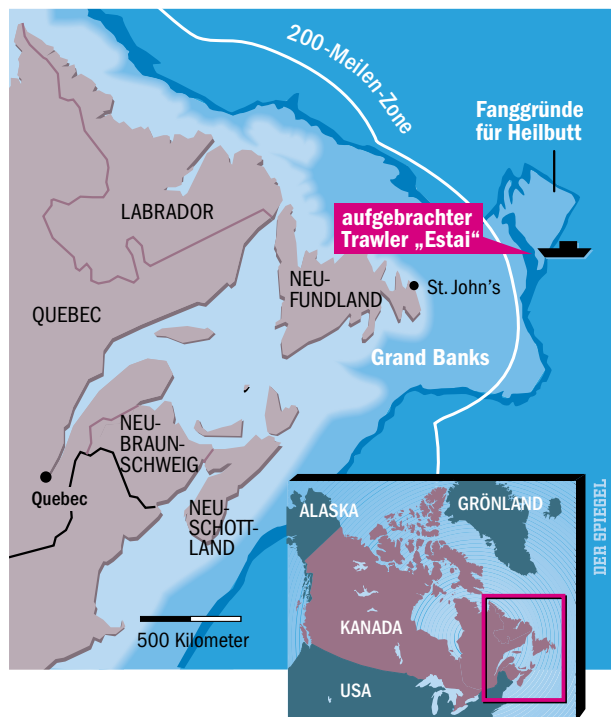 200-Meilen-Zone
Fanggründe
für Heilbutt
LABRADOR
aufgebrachter
Trawler „Estai“
NEU-
FUNDLAND
St. John's
QUEBEC
Grand Banks
NEU-
BRAUN-
SCHWEIG
Quebec
NEU-
SCHOTT-
LAND
500 Kilometer
ALASKA
GRÖNLAND
KANADA
USA
DER SPIEGEL